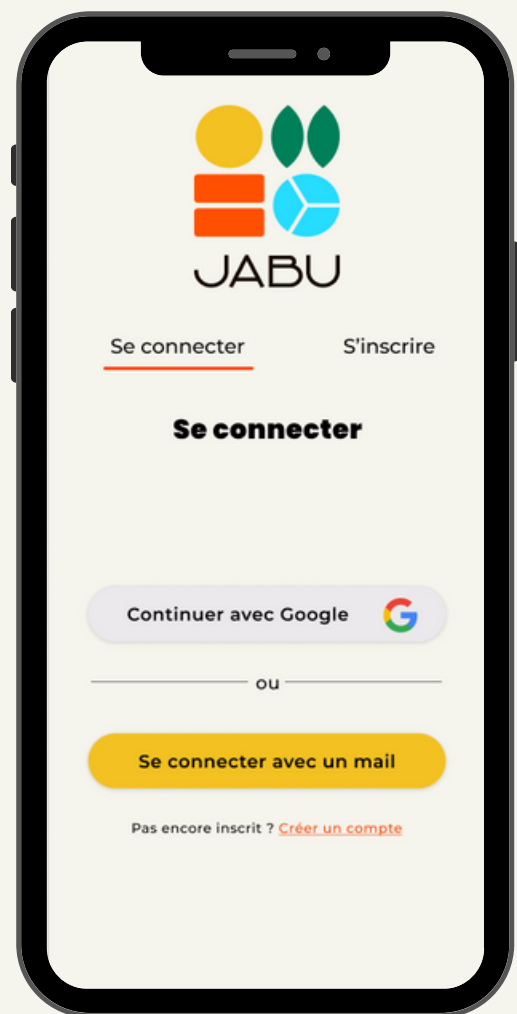 JABU
Se connecter S'inscrire
Se connecter
Continuer avec Google
ou
Se connecter avec un mail
Pas encore inscrit ? Créer un compte